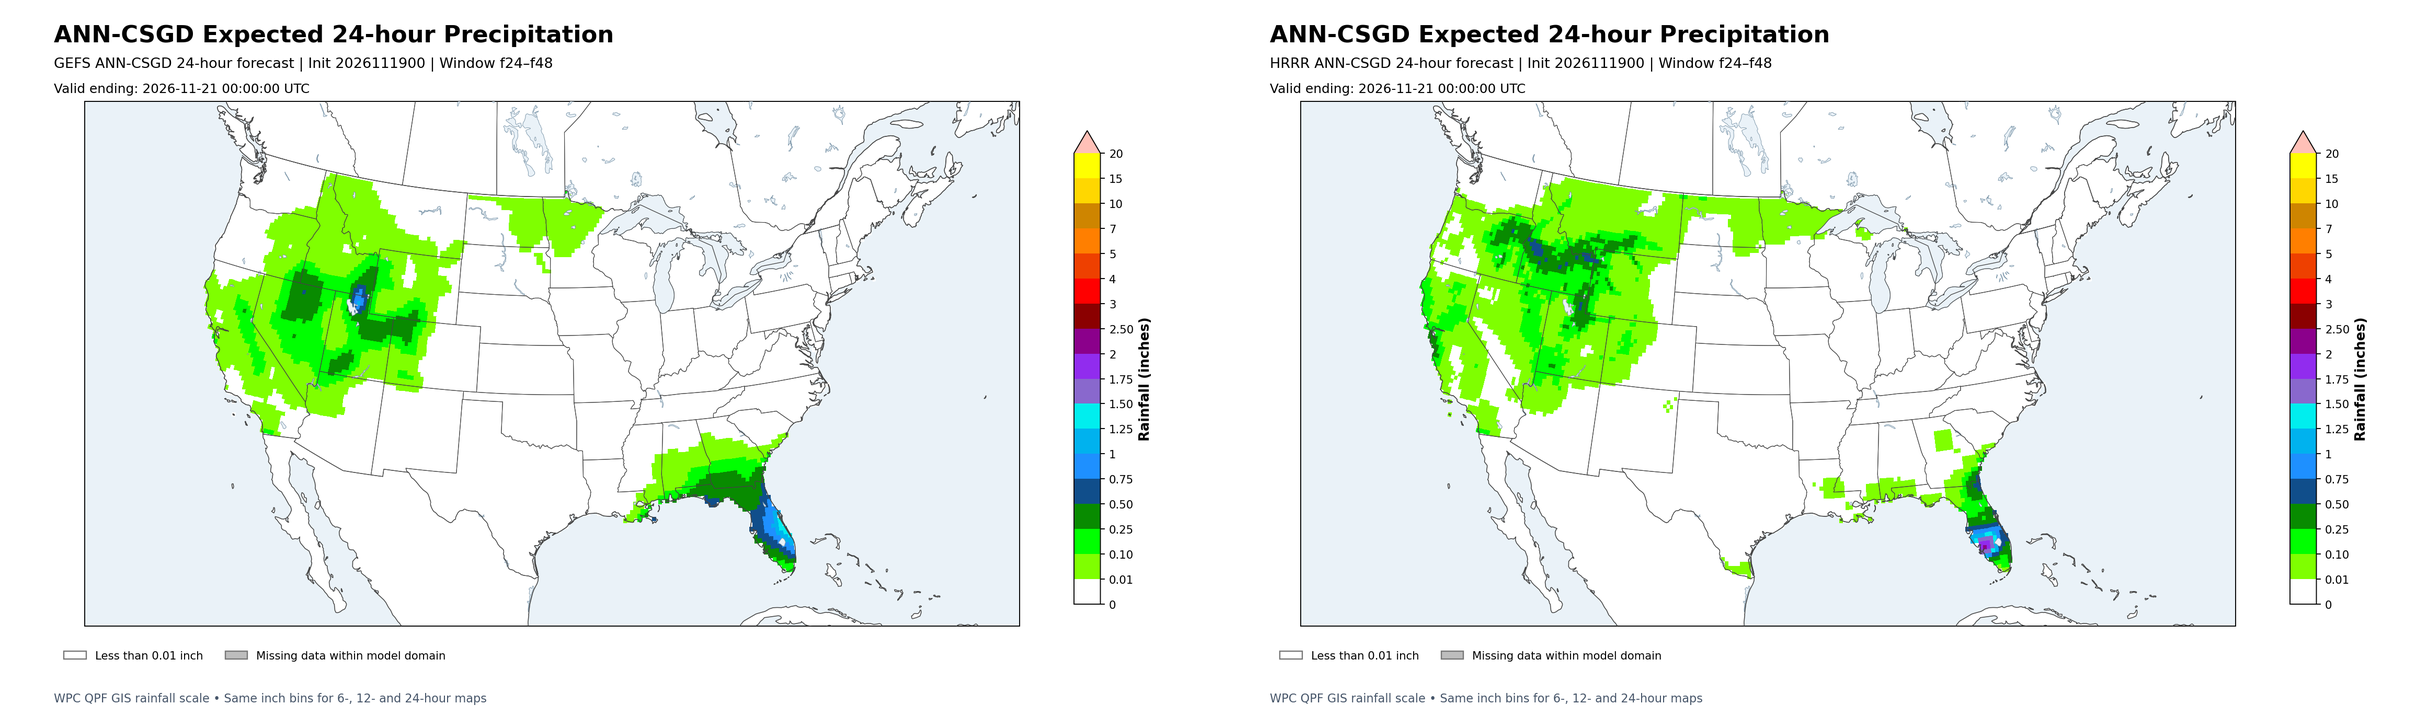 ANN-CSGD Expected 24-hour Precipitation
GEFS ANN-CSGD 24-hour forecast | Init 2026111900 | Window f24–f48
Valid ending: 2026-11-21 00:00:00 UTC
20
15
10
7
5
4
3
2.50
2
1.75
1.50
1.25
1
0.75
0.50
0.25
0.10
0.01
0
Rainfall (inches)
Less than 0.01 inch
Missing data within model domain
WPC QPF GIS rainfall scale • Same inch bins for 6-, 12- and 24-hour maps
ANN-CSGD Expected 24-hour Precipitation
HRRR ANN-CSGD 24-hour forecast | Init 2026111900 | Window f24–f48
Valid ending: 2026-11-21 00:00:00 UTC
20
15
10
7
5
4
3
2.50
2
1.75
1.50
1.25
1
0.75
0.50
0.25
0.10
0.01
0
Rainfall (inches)
Less than 0.01 inch
Missing data within model domain
WPC QPF GIS rainfall scale • Same inch bins for 6-, 12- and 24-hour maps